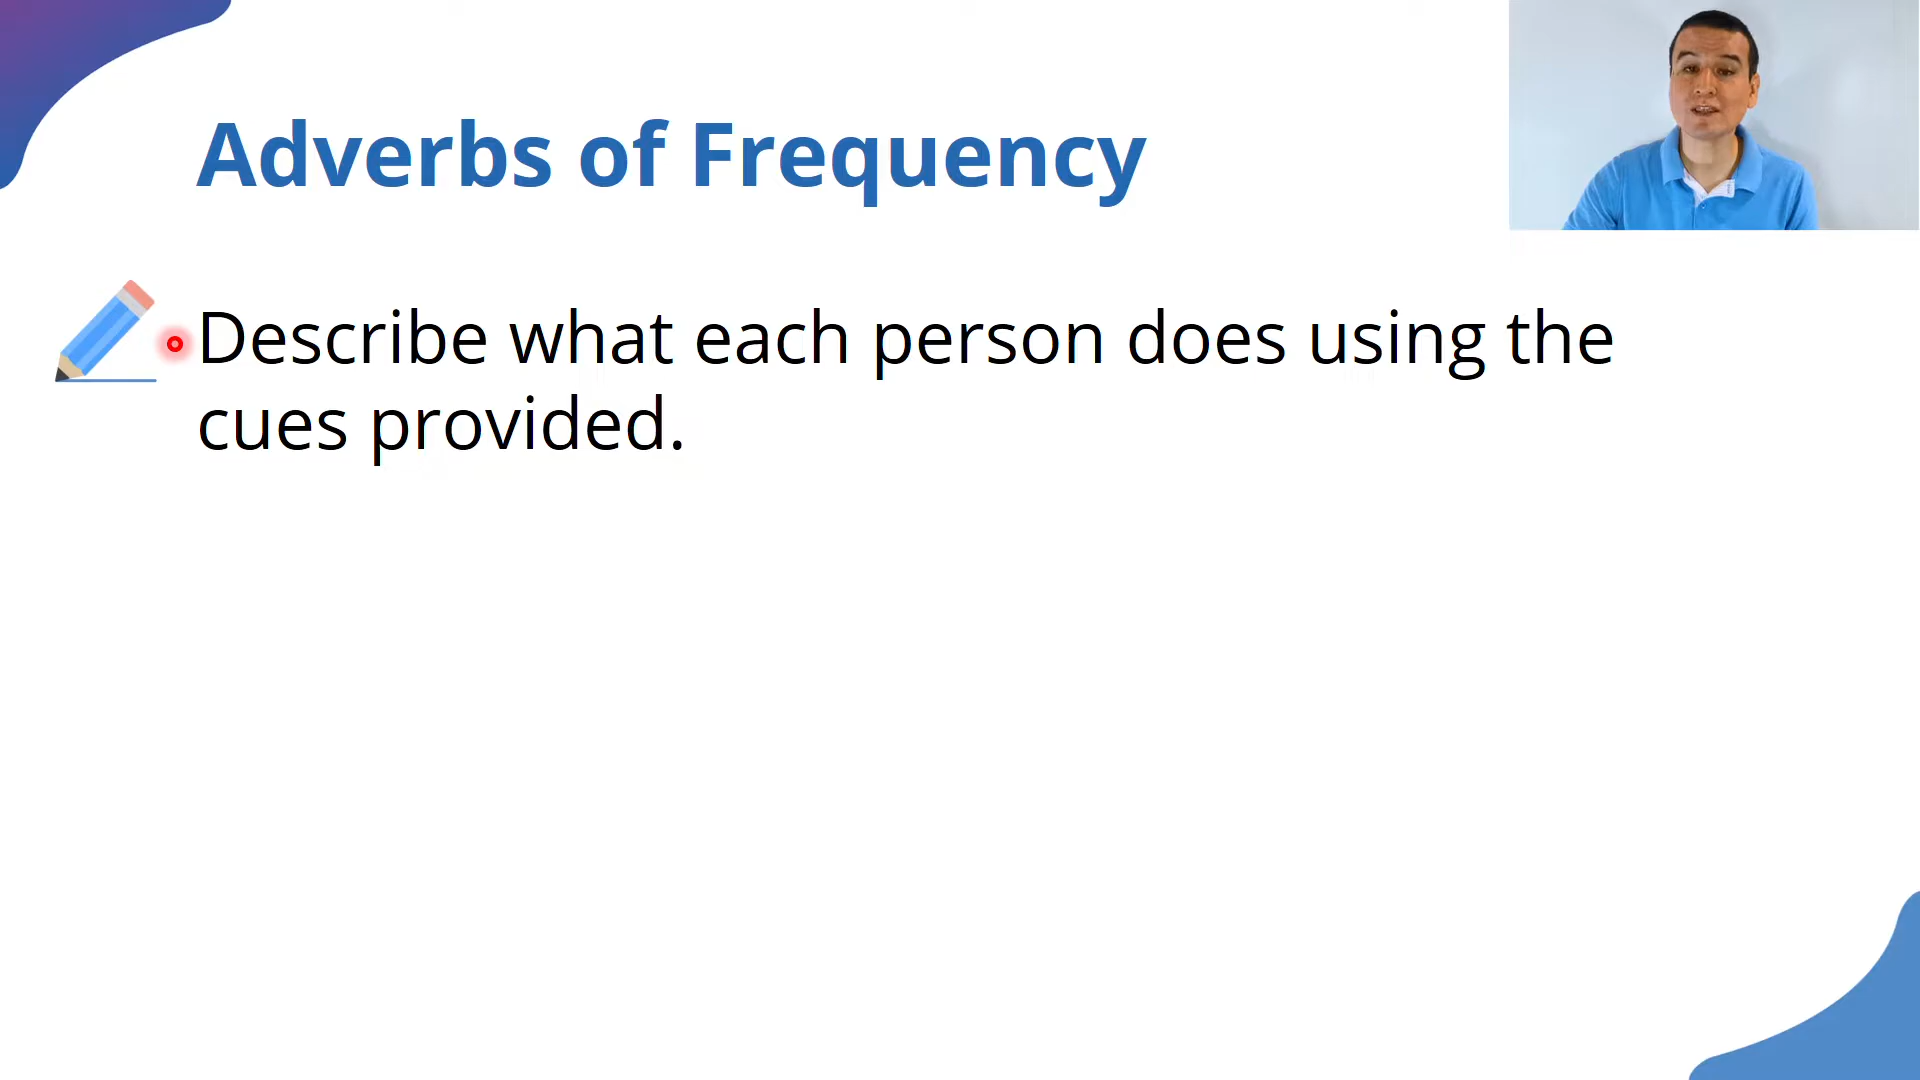 Adverbs of Frequency
Describe what each person does using the
cues provided.